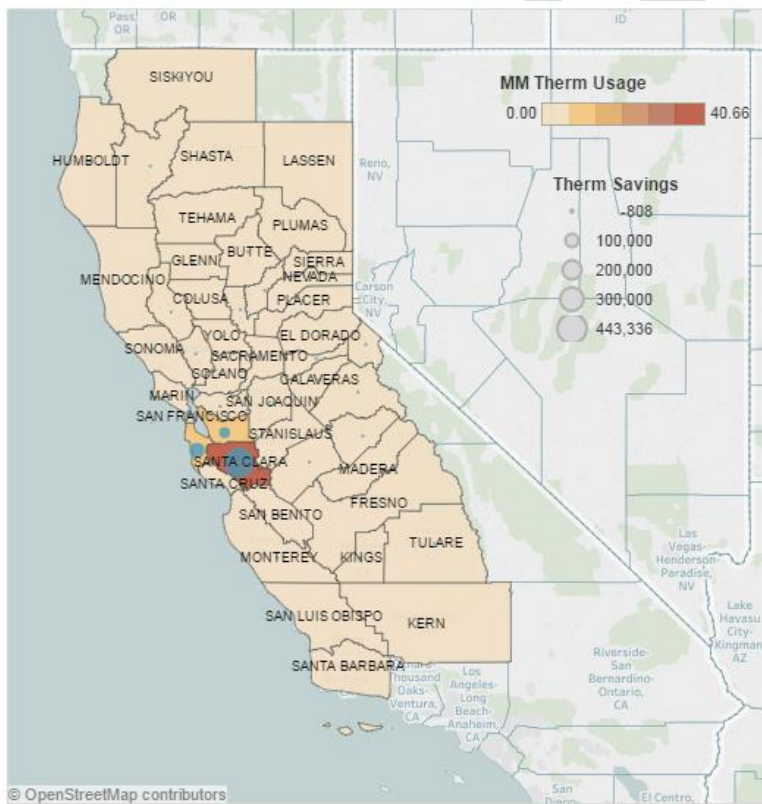 Pass,
OR
OR
ID
SISKIYOU
MM Therm Usage
0.00
40.66
HUMBOLDT
SHASTA
LASSEN
Reno,
NV
Therm Savings
-808
100,000
200,000
300,000
443,336
TEHAMA
PLUMAS
BUTTE
GLENN
SIERRA
NEVADA
MENDOCINO
COLUSA
PLACER
Carson
City,
NV
YOLO
EL DORADO
SONOMA
SACRAMENTO
SOLANO
CALAVERAS
MARIN
SAN JOAQUIN
SAN FRANCISCO
STANISLAUS
SANTA CLARA
MADERA
SANTA CRUZ
FRESNO
SAN BENITO
MONTEREY
KINGS
TULARE
Las
Vegas-
Henderson-
Paradise,
NV
SAN LUIS OBISPO
KERN
Lake
Havasu
City-
Kingman,
AZ
SANTA BARBARA
Thousand
Oaks-
Ventura,
CA
Los
Angeles-
Long
Beach-
Anaheim,
CA
Riverside-
San
Bernardino-
Ontario,
CA
San
El Centro,
© OpenStreetMap contributors